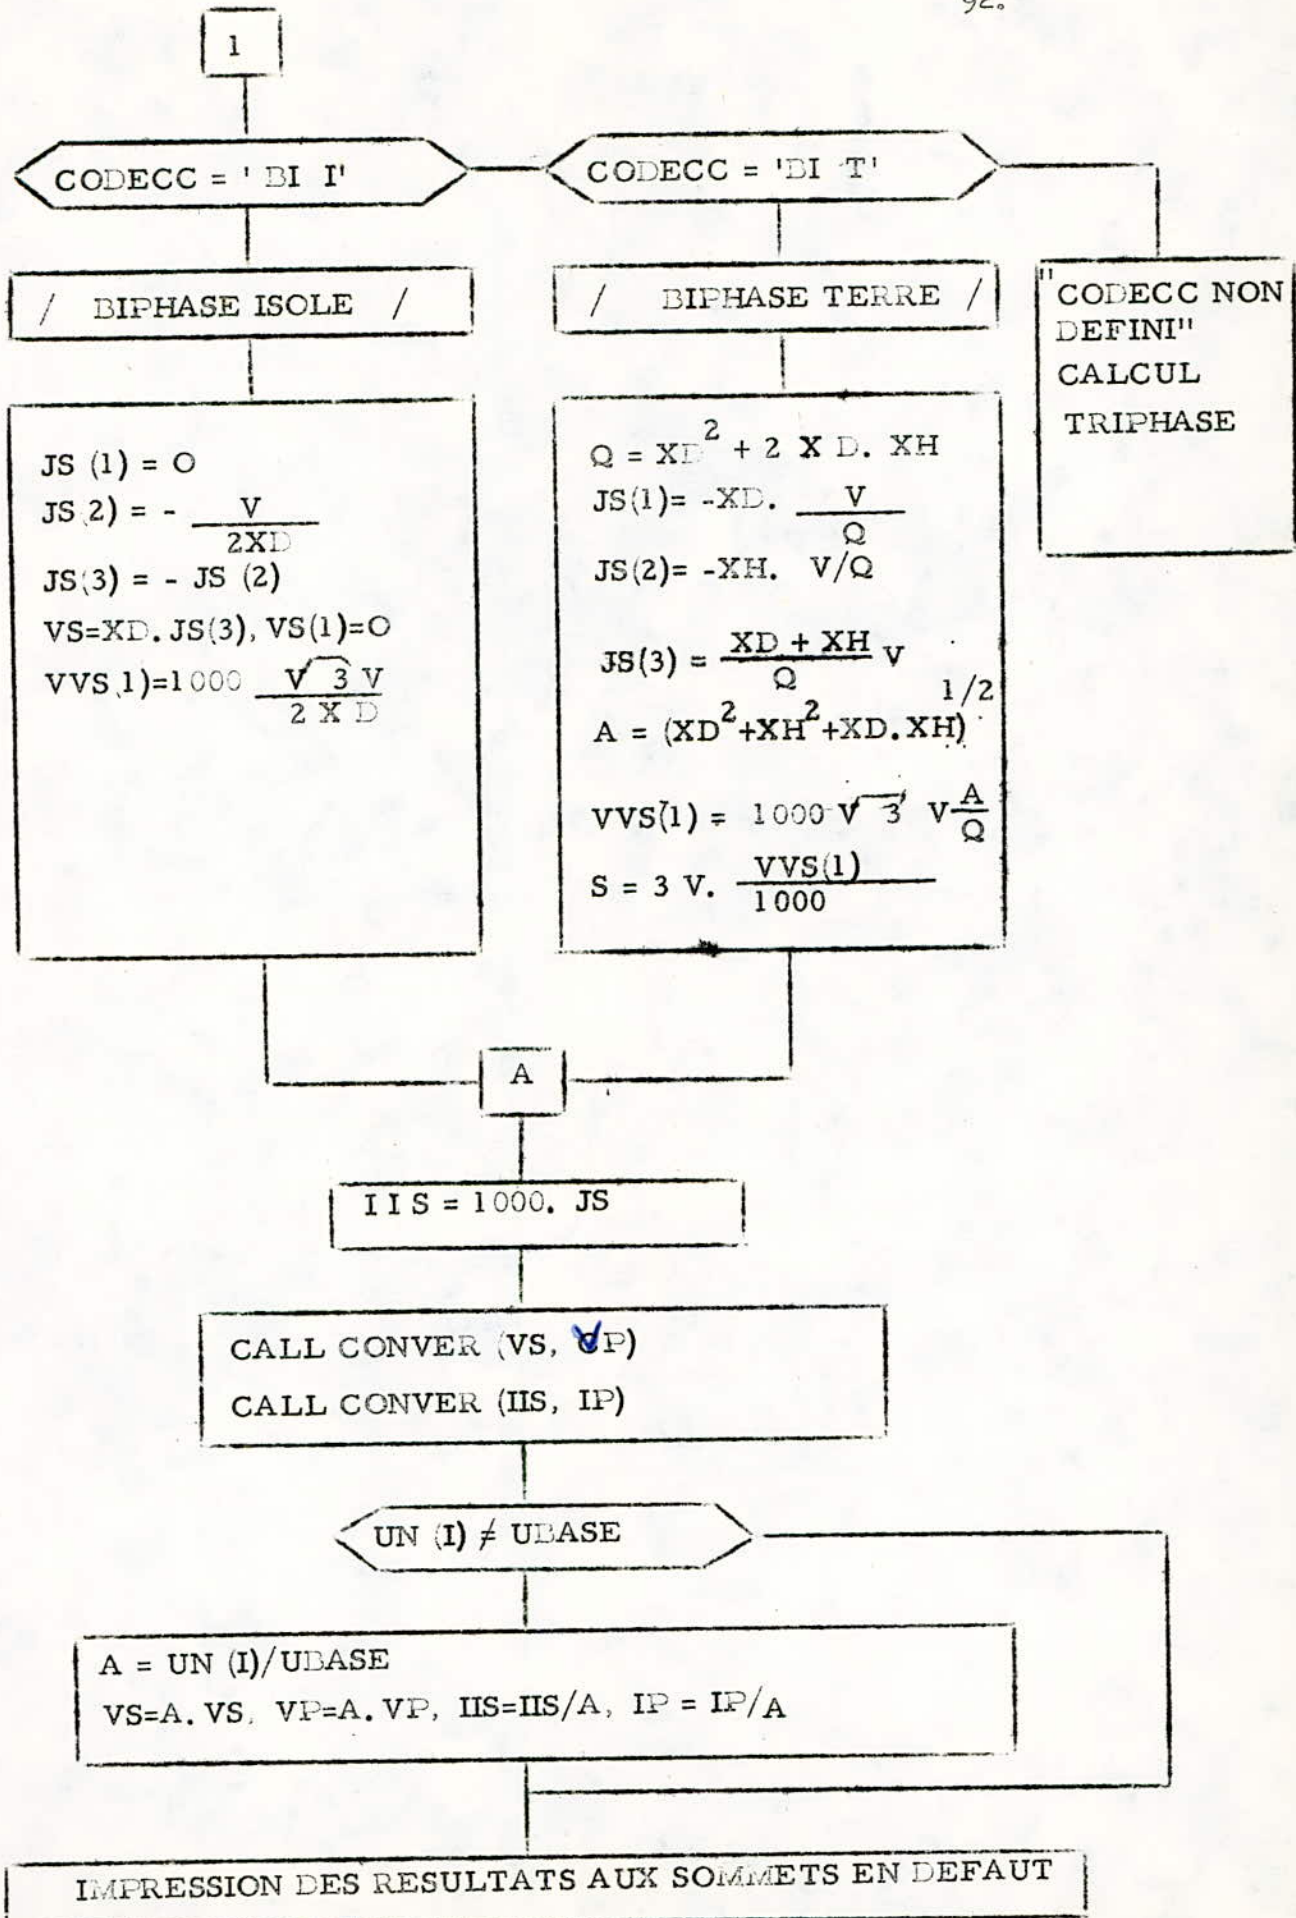 92.
1
CODECC = ' BI I'
CODECC = 'BI T'
/ BIPHASE ISOLE /
/ BIPHASE TERRE /
"CODECC NON
DEFINI"
CALCUL
TRIPHASE
JS (1) = O
JS(2) = - V
2XD
JS(3) = - JS (2)
VS=XD. JS(3), VS(1)=O
VVS(1)=1000 √3 V
2 X D
Q = XD² + 2 X D. XH
JS(1)= -XD. V
Q
JS(2)= -XH. V/Q
JS(3) = XD + XH V
Q
A = (XD²+XH²+XD.XH) 1/2
VVS(1) = 1000 √3 V A
Q
S = 3 V. VVS(1)
1000
A
I I S = 1000. JS
CALL CONVER (VS, VP)
CALL CONVER (IIS, IP)
UN (I) ≠ UBASE
A = UN (I)/UBASE
VS=A. VS, VP=A. VP, IIS=IIS/A, IP = IP/A
IMPRESSION DES RESULTATS AUX SOMMETS EN DEFAUT